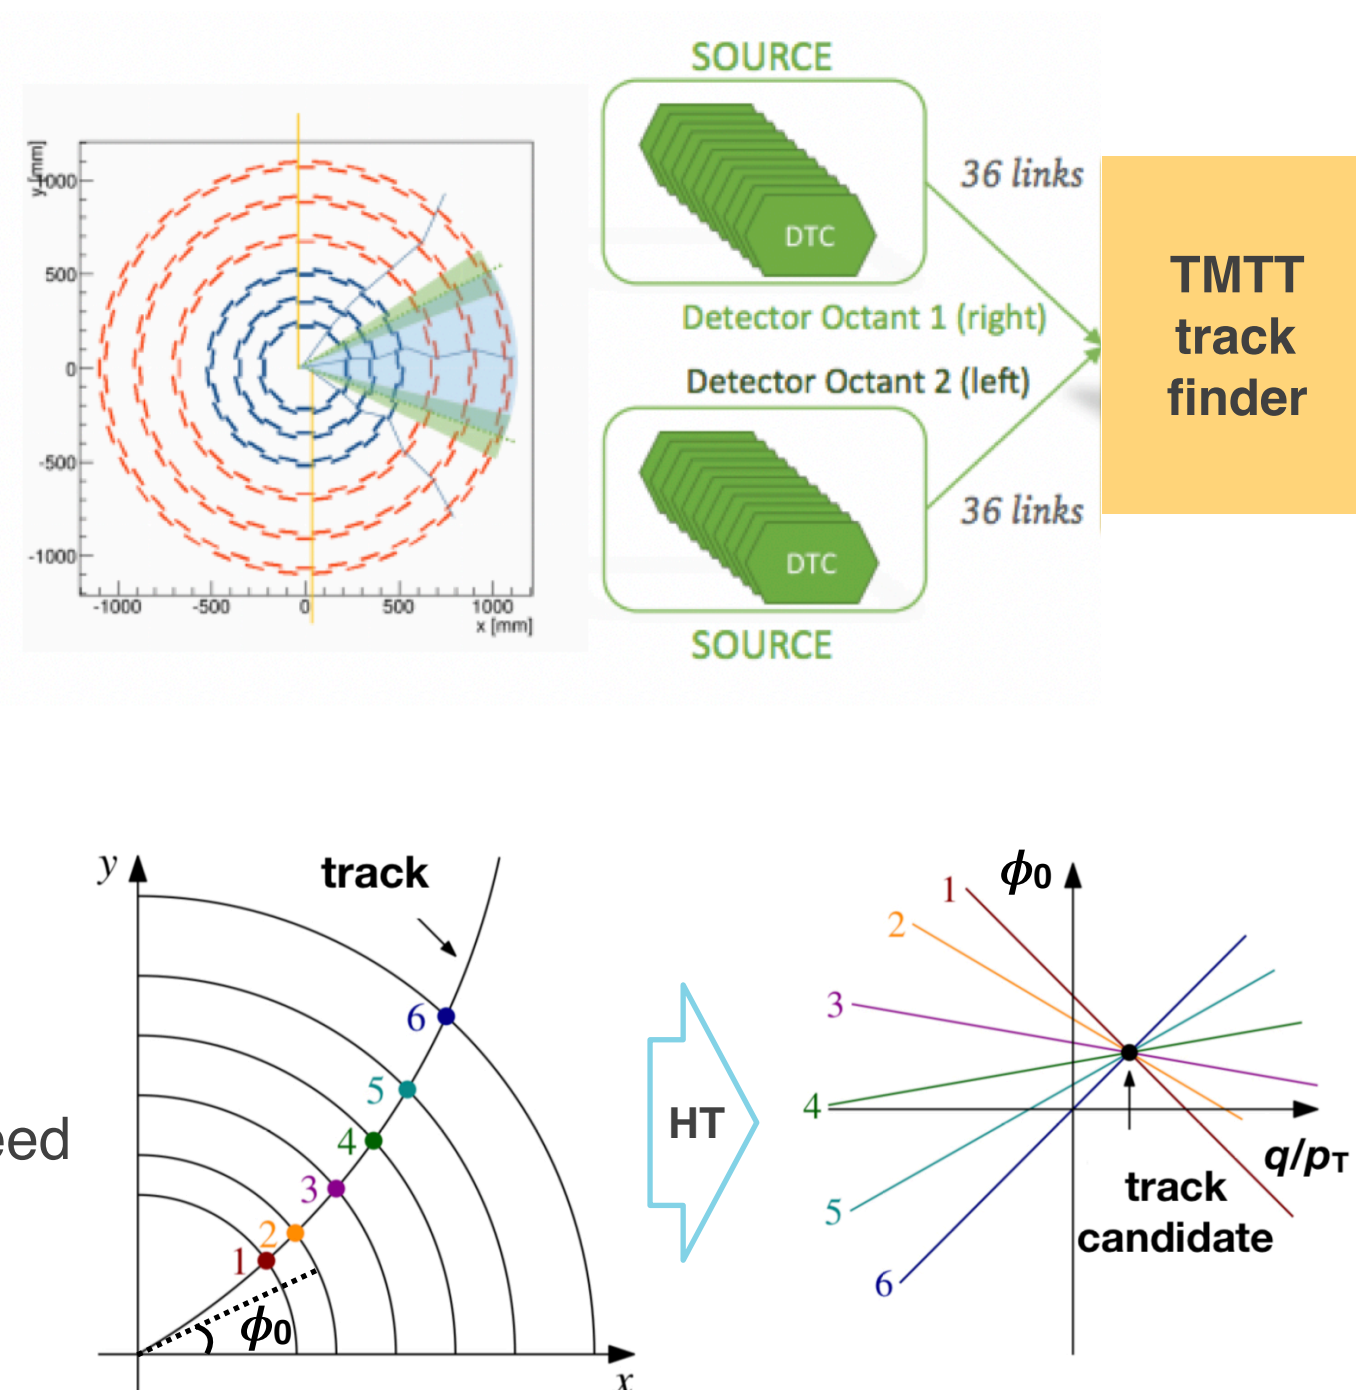 SOURCE
DTC
36 links
Detector Octant 1 (right)
Detector Octant 2 (left)
DTC
36 links
SOURCE
TMTT
track
finder
y [mm]
1000
500
0
-500
-1000
-1000 -500 0 500 1000
x [mm]
eed
y
track
6
5
4
3
2
1
ϕ0
x
HT
ϕ0
1
2
3
4
5
6
q/pT
track
candidate